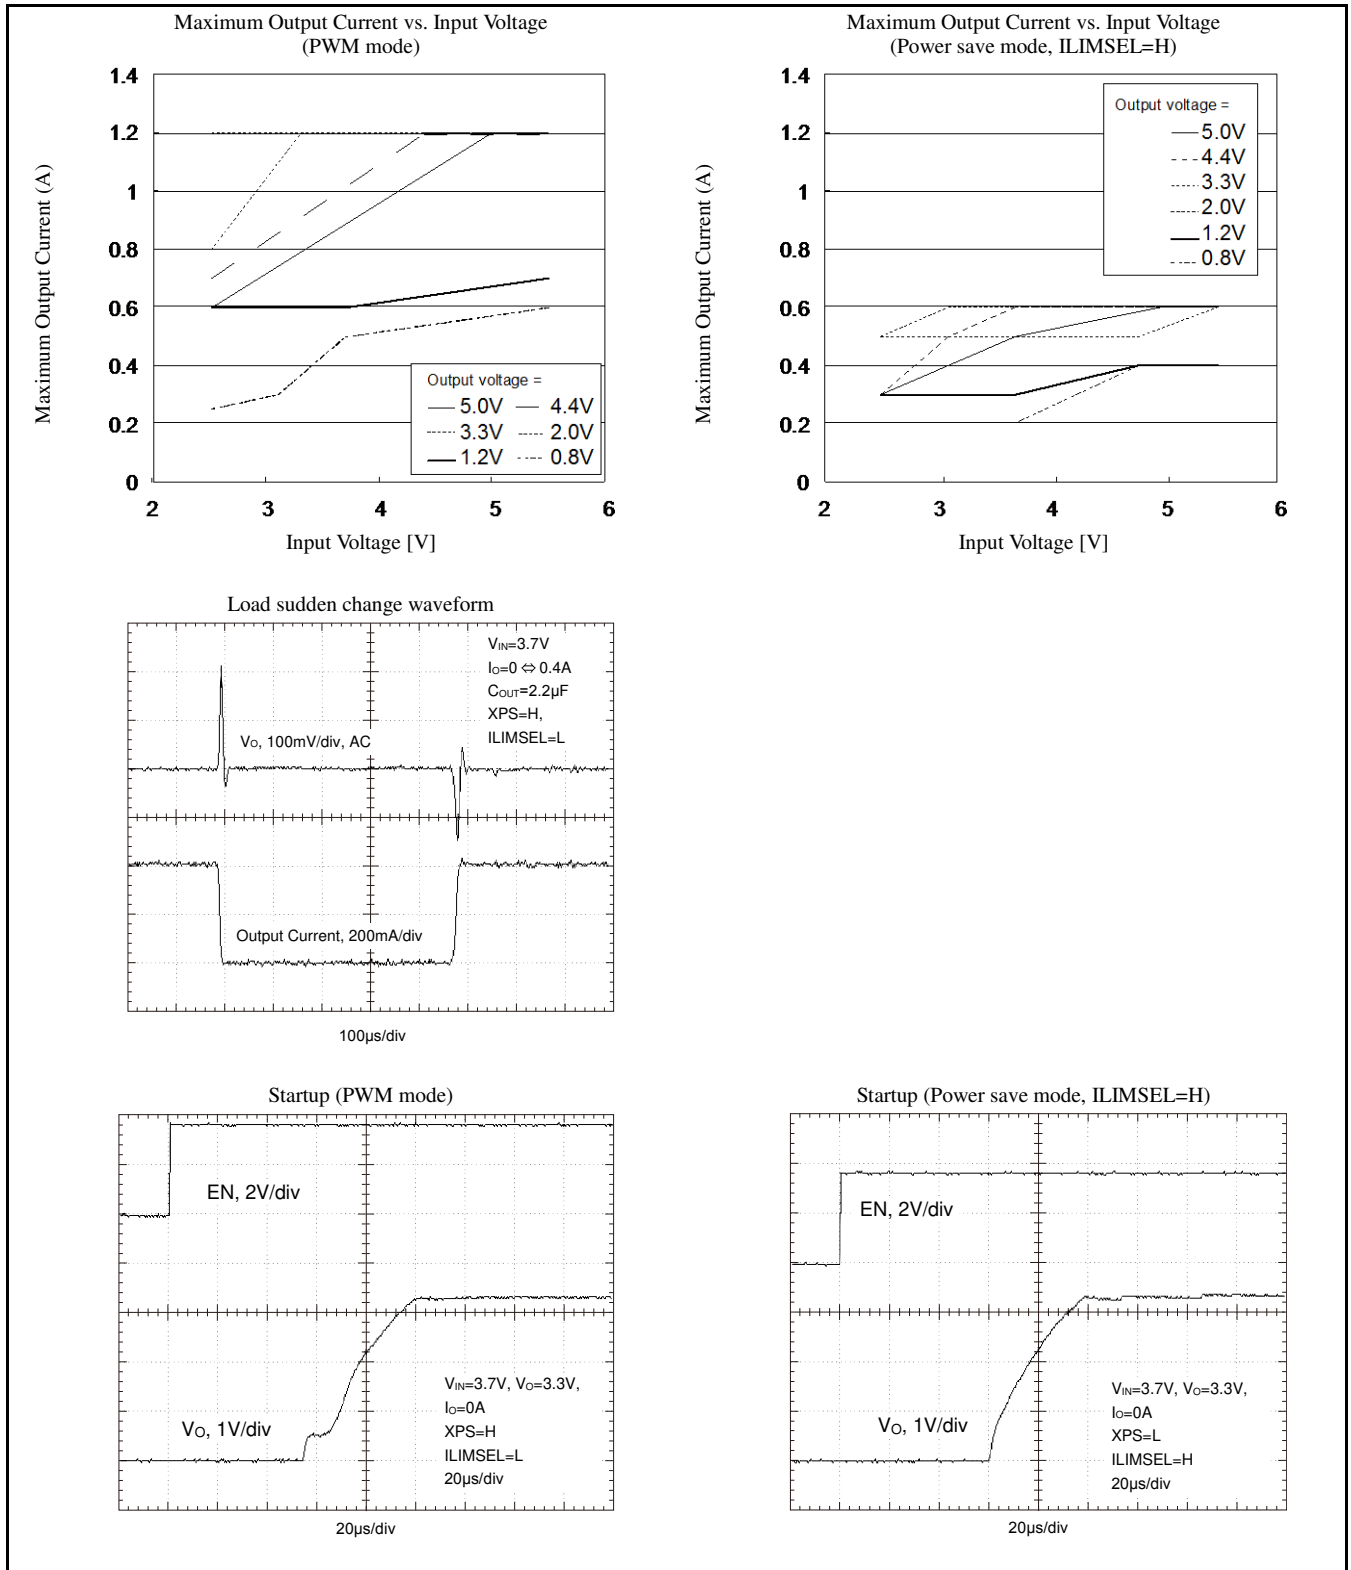 Maximum Output Current vs. Input Voltage
(PWM mode)
1.4
1.2
1
0.8
0.6
0.4
0.2
0
2 3 4 5 6
Maximum Output Current (A)
Input Voltage [V]
Output voltage =
5.0V 4.4V
3.3V 2.0V
1.2V 0.8V
Maximum Output Current vs. Input Voltage
(Power save mode, ILIMSEL=H)
1.4
1.2
1
0.8
0.6
0.4
0.2
0
2 3 4 5 6
Maximum Output Current (A)
Input Voltage [V]
Output voltage =
5.0V
4.4V
3.3V
2.0V
1.2V
0.8V
Load sudden change waveform
VIN=3.7V
IO=0 ⇔ 0.4A
COUT=2.2µF
XPS=H,
ILIMSEL=L
VO, 100mV/div, AC
Output Current, 200mA/div
100µs/div
Startup (PWM mode)
EN, 2V/div
VO, 1V/div
VIN=3.7V, VO=3.3V,
IO=0A
XPS=H
ILIMSEL=L
20µs/div
20µs/div
Startup (Power save mode, ILIMSEL=H)
EN, 2V/div
VO, 1V/div
VIN=3.7V, VO=3.3V,
IO=0A
XPS=L
ILIMSEL=H
20µs/div
20µs/div